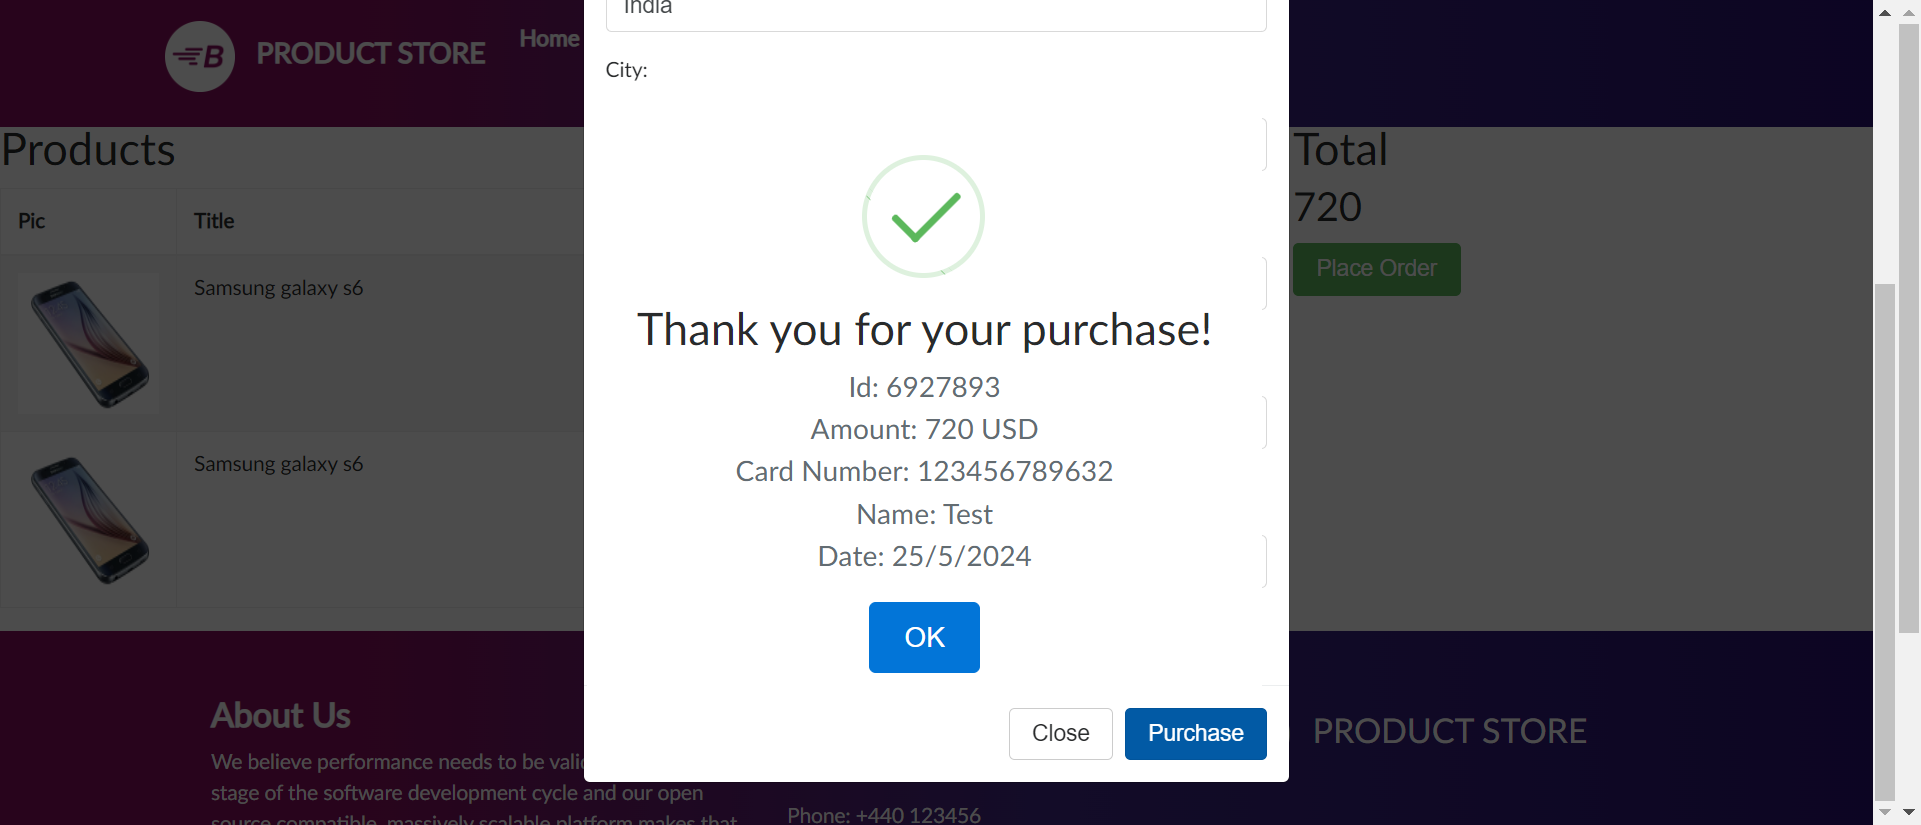 India
B
PRODUCT STORE
Home
City:
Products
Total
720
Pic
Title
Place Order
Samsung galaxy s6
Samsung galaxy s6
Thank you for your purchase!
Id: 6927893
Amount: 720 USD
Card Number: 123456789632
Name: Test
Date: 25/5/2024
OK
Close
Purchase
About Us
We believe performance needs to be
stage of the software development cycle and our open
source compatible, massively scalable platform makes that
Phone: +440 123456
PRODUCT STORE